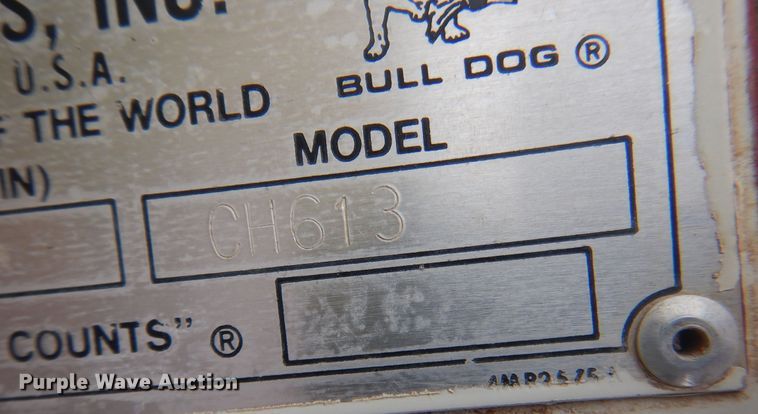 S, INC.
U.S.A.
BULL DOG ®
F THE WORLD
MODEL
IN)
CH613
COUNTS" ®
Purple Wave Auction